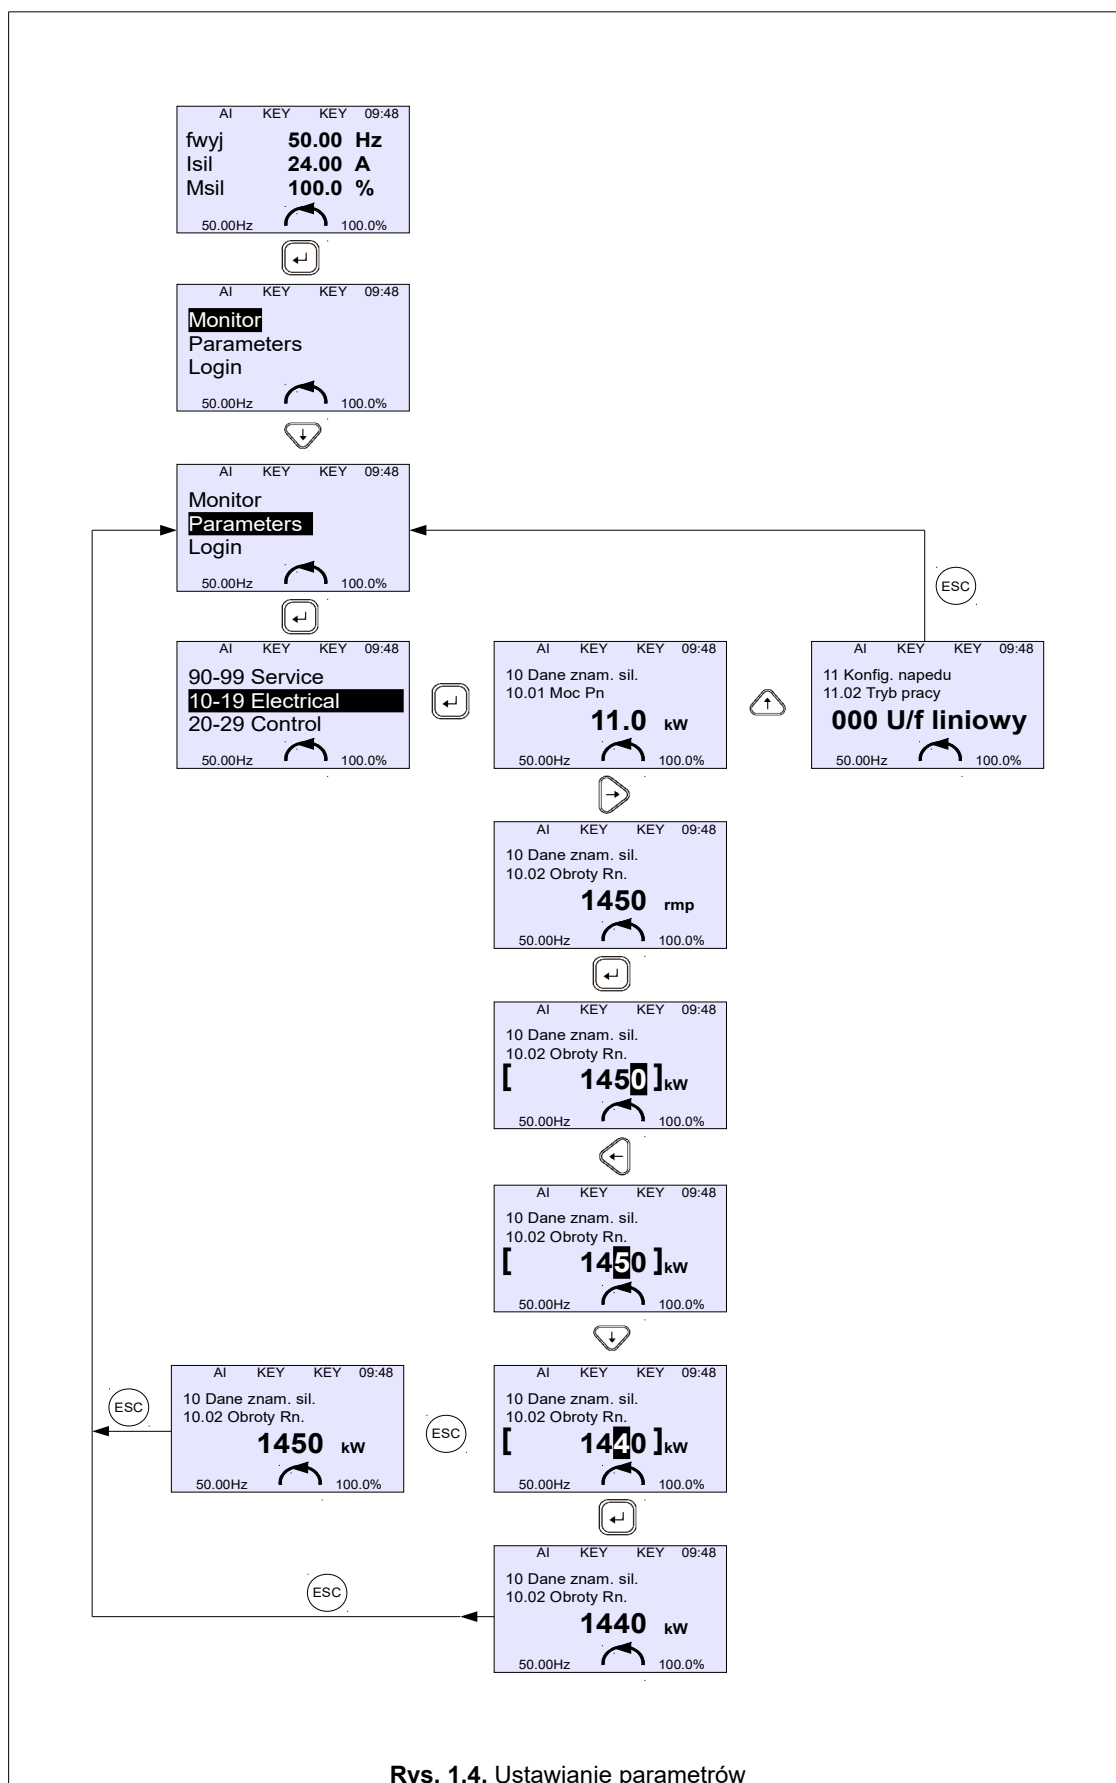 AI KEY KEY 09:48
fwyj 50.00 Hz
Isil 24.00 A
Msil 100.0 %
50.00Hz 100.0%
AI KEY KEY 09:48
Monitor
Parameters
Login
50.00Hz 100.0%
AI KEY KEY 09:48
Monitor
Parameters
Login
50.00Hz 100.0%
ESC
AI KEY KEY 09:48
90-99 Service
10-19 Electrical
20-29 Control
50.00Hz 100.0%
AI KEY KEY 09:48
10 Dane znam. sil.
10.01 Moc Pn
11.0 kW
50.00Hz 100.0%
AI KEY KEY 09:48
11 Konfig. napedu
11.02 Tryb pracy
000 U/f liniowy
50.00Hz 100.0%
AI KEY KEY 09:48
10 Dane znam. sil.
10.02 Obroty Rn.
1450 rmp
50.00Hz 100.0%
AI KEY KEY 09:48
10 Dane znam. sil.
10.02 Obroty Rn.
[ 1450 ]kW
50.00Hz 100.0%
AI KEY KEY 09:48
10 Dane znam. sil.
10.02 Obroty Rn.
[ 1450 ]kW
50.00Hz 100.0%
ESC
AI KEY KEY 09:48
10 Dane znam. sil.
10.02 Obroty Rn.
1450 kW
50.00Hz 100.0%
ESC
AI KEY KEY 09:48
10 Dane znam. sil.
10.02 Obroty Rn.
[ 1440 ]kW
50.00Hz 100.0%
ESC
AI KEY KEY 09:48
10 Dane znam. sil.
10.02 Obroty Rn.
1440 kW
50.00Hz 100.0%
Rys. 1.4. Ustawianie parametrów